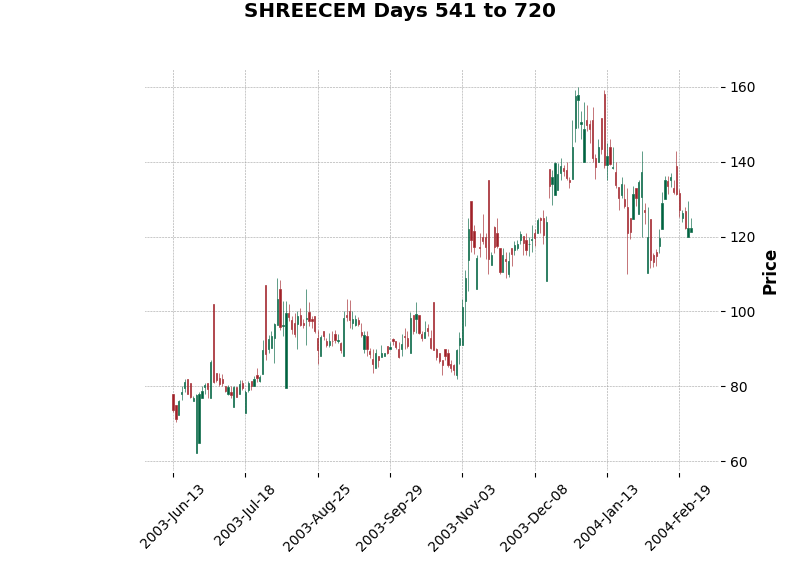 SHREECEM Days 541 to 720
160
140
120
100
80
60
Price
2003-Jun-13
2003-Jul-18
2003-Aug-25
2003-Sep-29
2003-Nov-03
2003-Dec-08
2004-Jan-13
2004-Feb-19